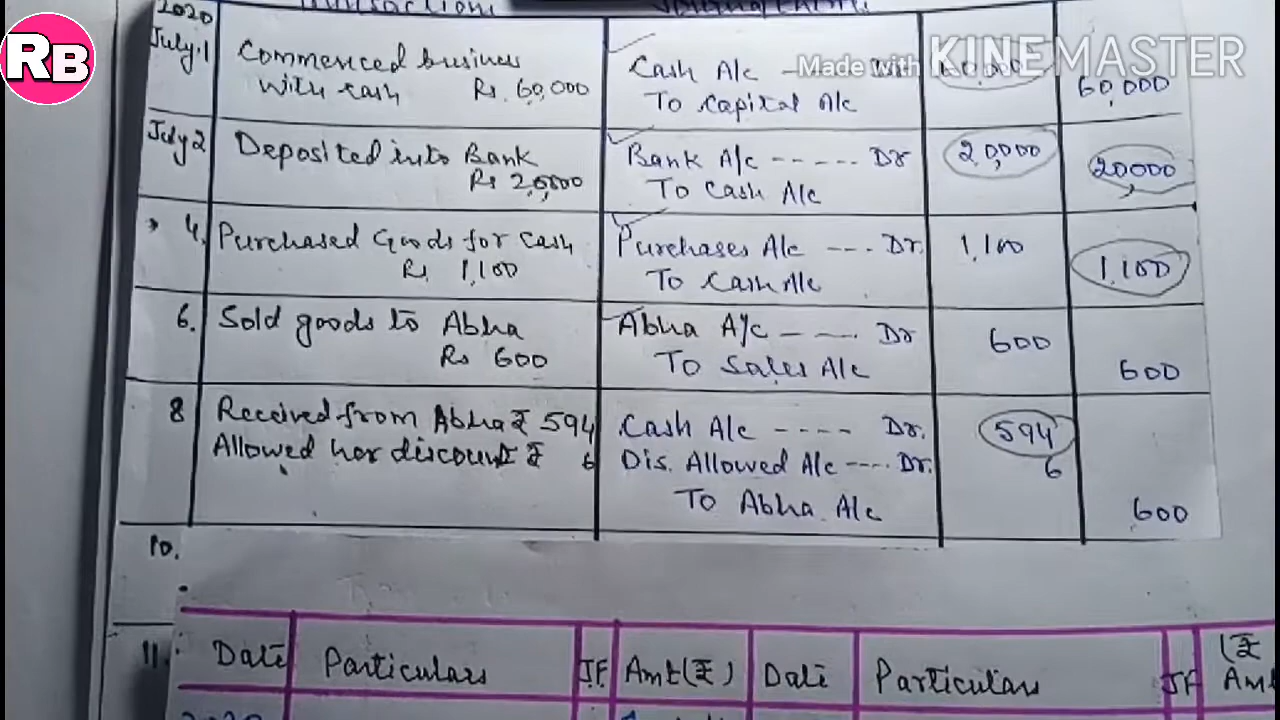 RB
Made with KINEMASTER
2020
July.1 Commenced business Cash A/c
with cash Rs. 60,000 To Capital A/c 60,000
July 2 Deposited into Bank Bank A/c ----- Dr 20,000
Rs 20,000 To Cash A/c 20,000
4. Purchased Goods for cash Purchases A/c --- Dr. 1,100
Rs. 1,100 To Cash A/c 1,100
6. Sold goods to Abha Abha A/c ---- Dr 600
Rs 600 To Sales A/c 600
8 Received from Abha ₹ 594 Cash A/c ---- Dr. 594
Allowed her discount ₹ 6 Dis. Allowed A/c ---- Dr. 6
To Abha A/c 600
10.
11. Date Particulars JF Amt(₹) Date Particulars JF (₹
Amt
2020